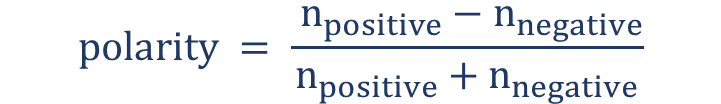 polarity = (n_positive − n_negative) / (n_positive + n_negative)